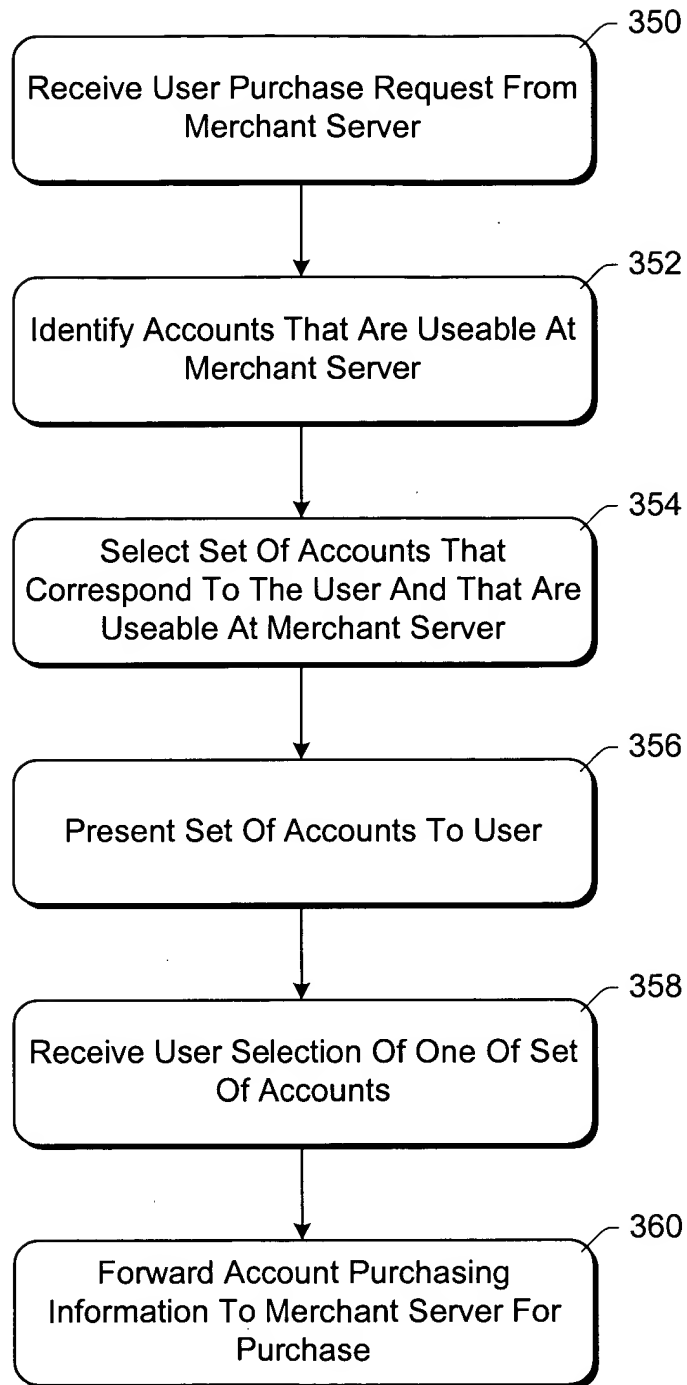 350
Receive User Purchase Request From
Merchant Server
352
Identify Accounts That Are Useable At
Merchant Server
354
Select Set Of Accounts That
Correspond To The User And That Are
Useable At Merchant Server
356
Present Set Of Accounts To User
358
Receive User Selection Of One Of Set
Of Accounts
360
Forward Account Purchasing
Information To Merchant Server For
Purchase